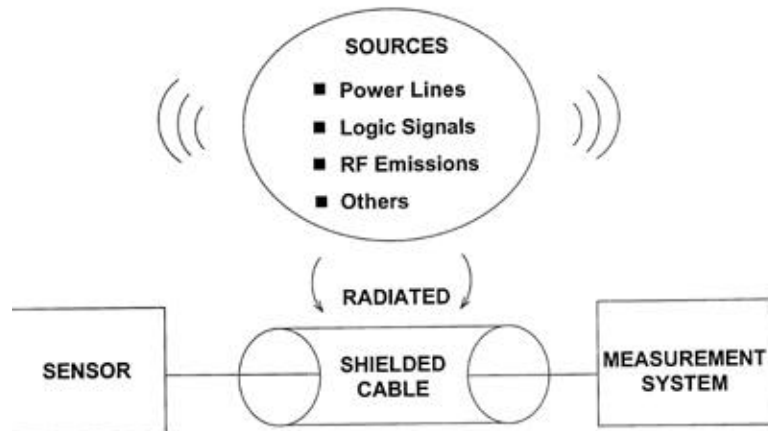 SOURCES
■ Power Lines
■ Logic Signals
■ RF Emissions
■ Others
RADIATED
SENSOR
SHIELDED
CABLE
MEASUREMENT
SYSTEM